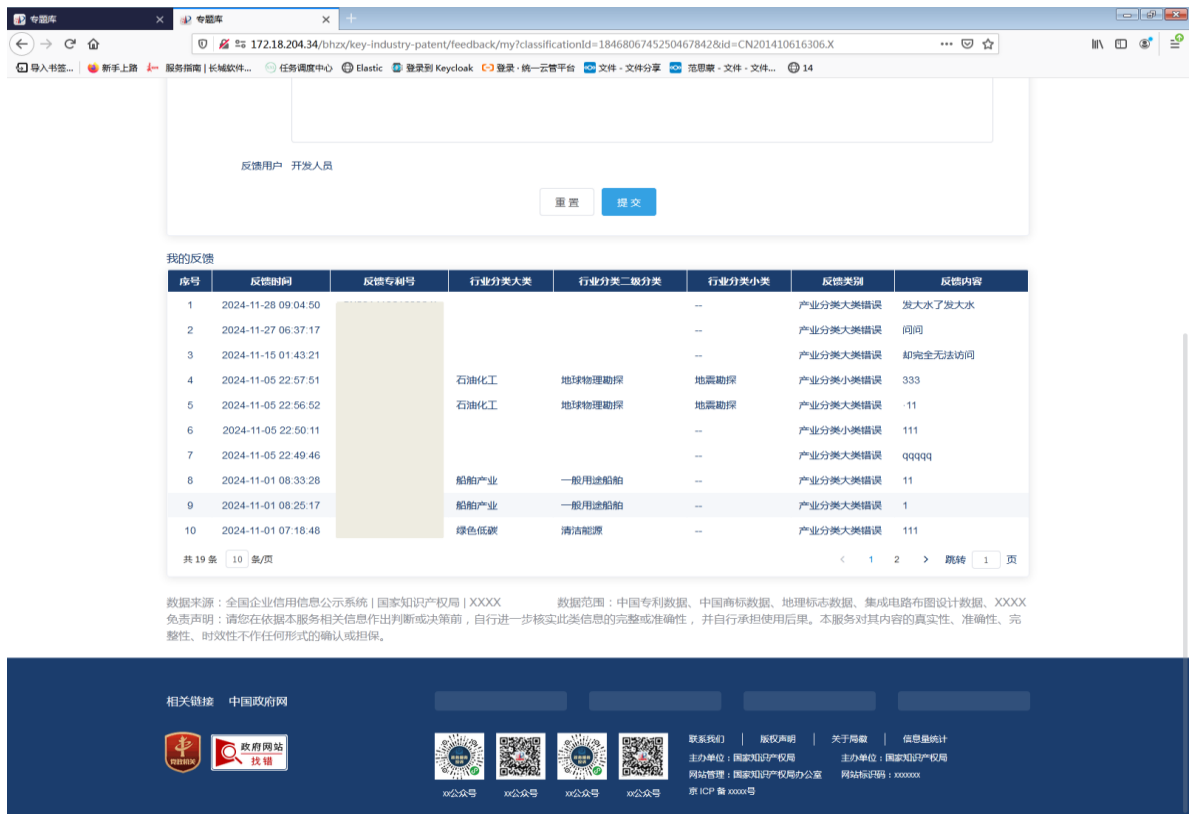 专题库
专题库
172.18.204.34/bhzx/key-industry-patent/feedback/my?classificationId=1846806745250467842&id=CN201410616306.X
导入书签... 新手上路 服务指南 | 长城软件... 任务调度中心 Elastic 登录到 Keycloak 登录 · 统一云管平台 文件 - 文件分享 范思蒙 - 文件 - 文件... 14
反馈用户 开发人员
重置 提交
我的反馈
序号 反馈时间 反馈专利号 行业分类大类 行业分类二级分类 行业分类小类 反馈类别 反馈内容
1 2024-11-28 09:04:50 -- 产业分类大类错误 发大水了发大水
2 2024-11-27 06:37:17 -- 产业分类大类错误 问问
3 2024-11-15 01:43:21 -- 产业分类大类错误 却完全无法访问
4 2024-11-05 22:57:51 石油化工 地球物理勘探 地震勘探 产业分类小类错误 333
5 2024-11-05 22:56:52 石油化工 地球物理勘探 地震勘探 产业分类大类错误 ·11
6 2024-11-05 22:50:11 -- 产业分类小类错误 111
7 2024-11-05 22:49:46 -- 产业分类大类错误 qqqqq
8 2024-11-01 08:33:28 船舶产业 一般用途船舶 -- 产业分类大类错误 11
9 2024-11-01 08:25:17 船舶产业 一般用途船舶 -- 产业分类大类错误 1
10 2024-11-01 07:18:48 绿色低碳 清洁能源 -- 产业分类大类错误 111
共 19 条 10 条/页 < 1 2 > 跳转 1 页
数据来源：全国企业信用信息公示系统 | 国家知识产权局 | XXXX 数据范围：中国专利数据、中国商标数据、地理标志数据、集成电路布图设计数据、XXXX
免责声明：请您在依据本服务相关信息作出判断或决策前，自行进一步核实此类信息的完整或准确性，并自行承担使用后果。本服务对其内容的真实性、准确性、完
整性、时效性不作任何形式的确认或担保。
相关链接 中国政府网
党政机关
政府网站
找错
xx公众号 xx公众号 xx公众号 xx公众号
联系我们 | 版权声明 | 关于局徽 | 信息量统计
主办单位：国家知识产权局 主办单位：国家知识产权局
网站管理：国家知识产权局办公室 网站标识码：xxxxxxx
京 ICP 备 xxxxx号